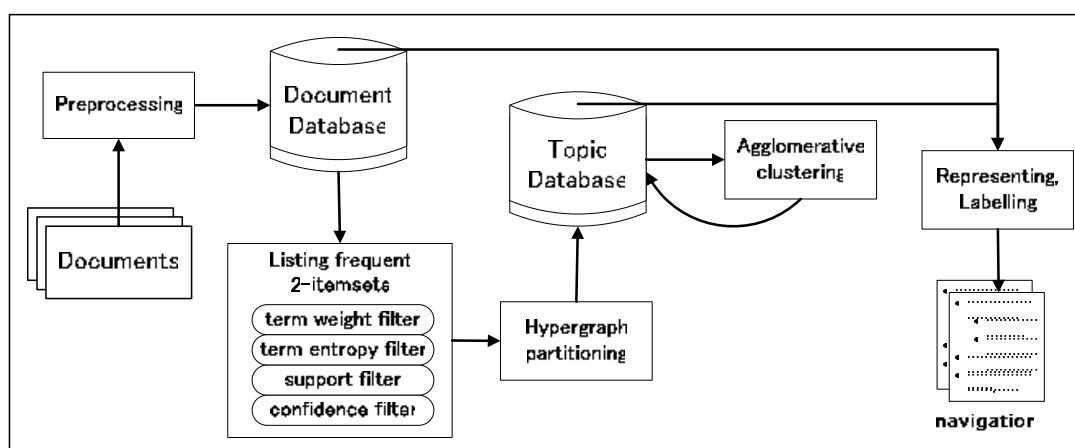 Preprocessing
Document
Database
Documents
Listing frequent
2-itemsets
term weight filter
term entropy filter
support filter
confidence filter
Hypergraph
partitioning
Topic
Database
Agglomerative
clustering
Representing,
Labelling
navigation